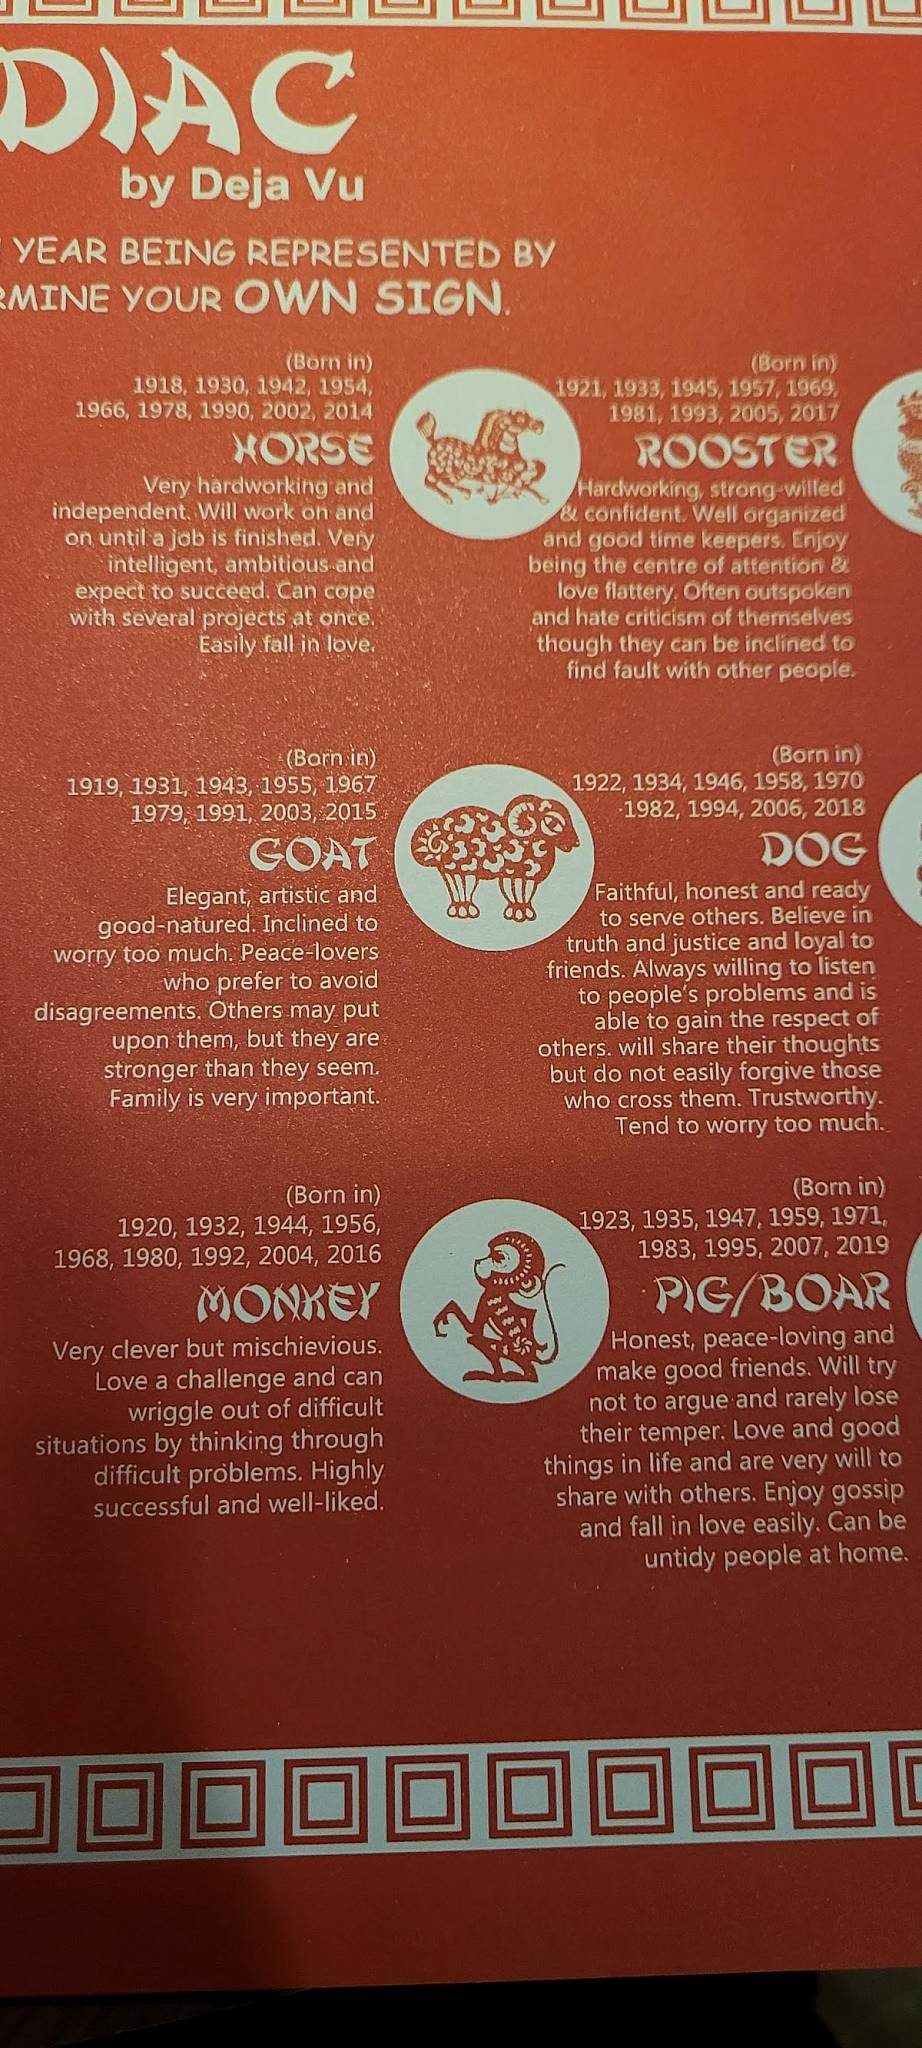 DIAC
by Deja Vu
YEAR BEING REPRESENTED BY
YOUR OWN SIGN.
(Born in)
1918, 1930, 1942, 1954,
1966, 1978, 1990, 2002, 2014
HORSE
Very hardworking and
independent. Will work on and
on until a job is finished. Very
intelligent, ambitious and
expect to succeed. Can cope
with several projects at once.
Easily fall in love.
(Born in)
1919, 1931, 1943, 1955, 1967
1979, 1991, 2003, 2015
GOAT
Elegant, artistic and
good-natured. Inclined to
worry too much. Peace-lovers
who prefer to avoid
disagreements. Others may put
upon them, but they are
stronger than they seem.
Family is very important.
(Born in)
1920, 1932, 1944, 1956,
1968, 1980, 1992, 2004, 2016
MONKEY
Very clever but mischievious.
Love a challenge and can
wriggle out of difficult
situations by thinking through
difficult problems. Highly
successful and well-liked.
(Born in)
1921, 1933, 1945, 1957, 1969,
1981, 1993, 2005, 2017
ROOSTER
Hardworking, strong-willed
& confident. Well organized
and good time keepers. Enjoy
being the centre of attention &
love flattery. Often outspoken
and hate criticism of themselves
though they can be inclined to
find fault with other people.
(Born in)
1922, 1934, 1946, 1958, 1970
1982, 1994, 2006, 2018
DOG
Faithful, honest and ready
to serve others. Believe in
truth and justice and loyal to
friends. Always willing to listen
to people's problems and is
able to gain the respect of
others. will share their thoughts
but do not easily forgive those
who cross them. Trustworthy.
Tend to worry too much.
(Born in)
1923, 1935, 1947, 1959, 1971,
1983, 1995, 2007, 2019
PIG/BOAR
Honest, peace-loving and
make good friends. Will try
not to argue and rarely lose
their temper. Love and good
things in life and are very will to
share with others. Enjoy gossip
and fall in love easily. Can be
untidy people at home.